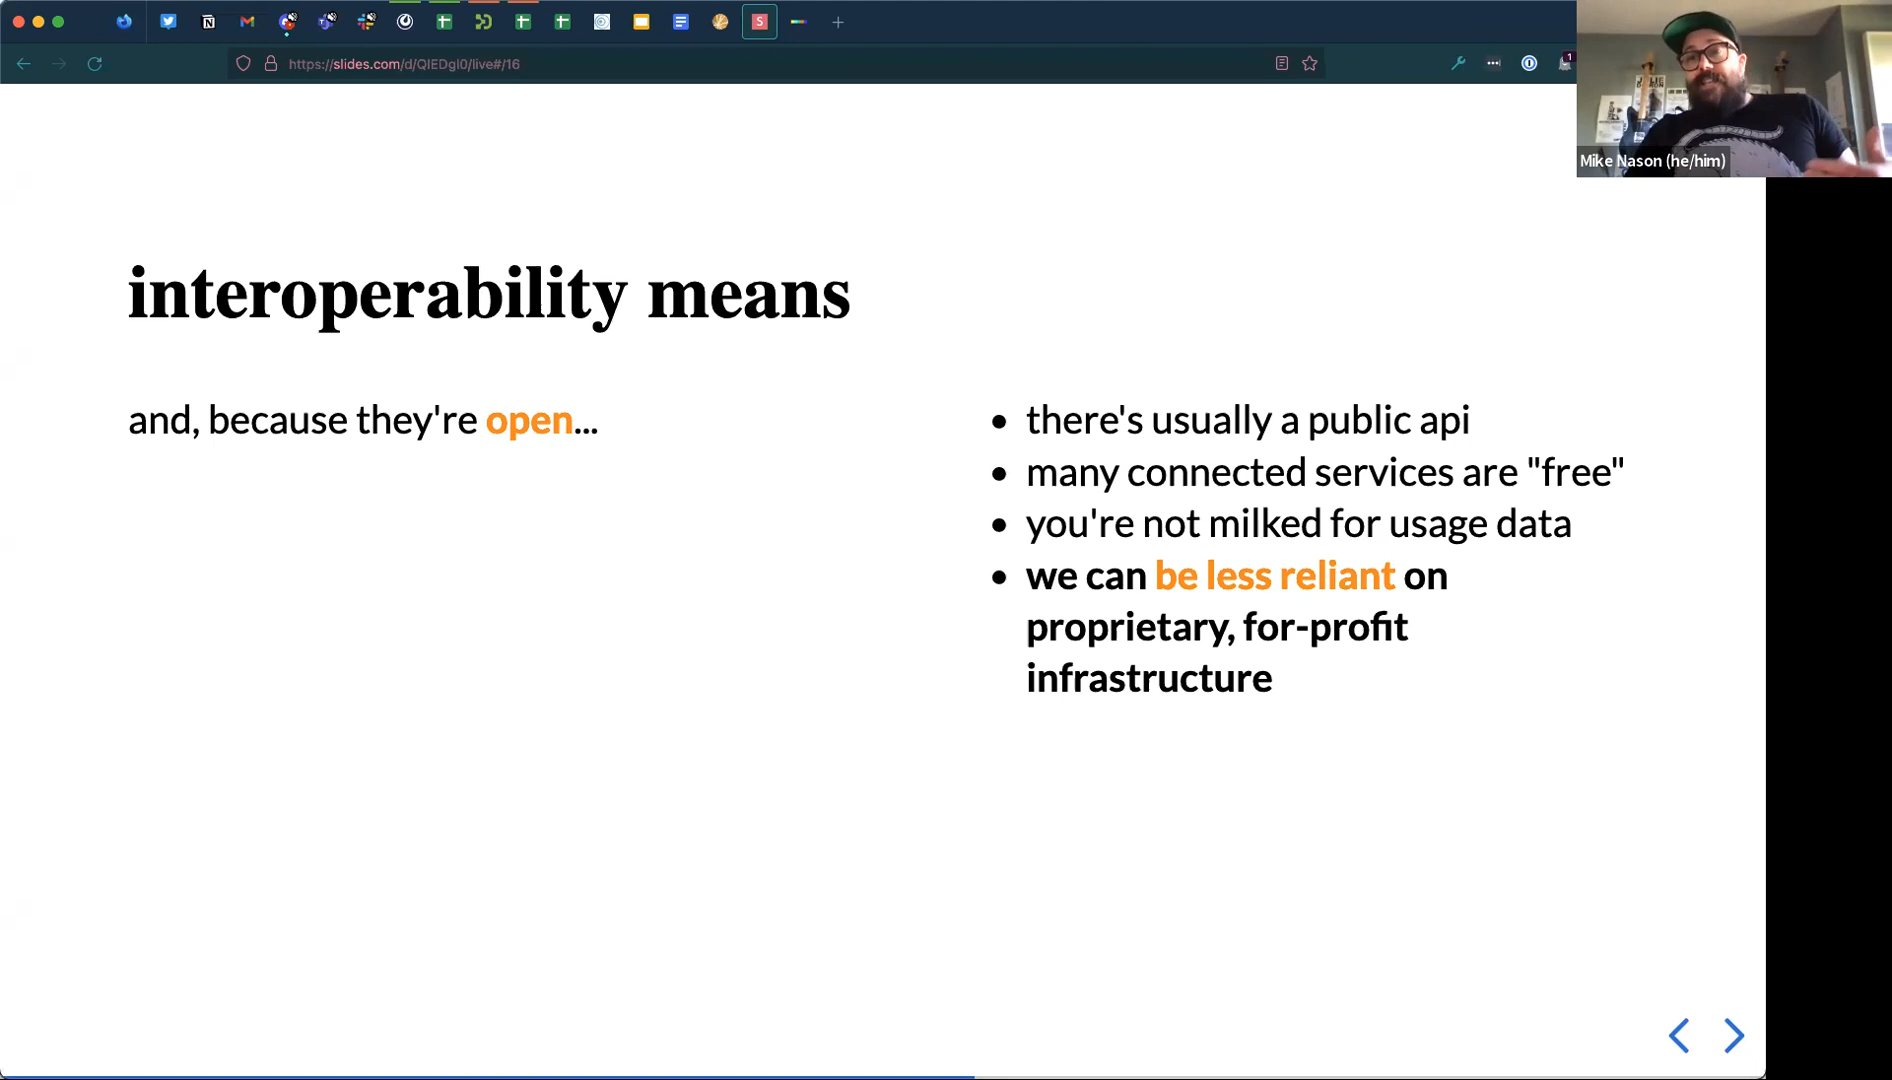 https://slides.com/d/QIEDgI0/live#/16
1
Mike Nason (he/him)
interoperability means
and, because they're open...
• there's usually a public api
• many connected services are "free"
• you're not milked for usage data
• we can be less reliant on
proprietary, for-profit
infrastructure